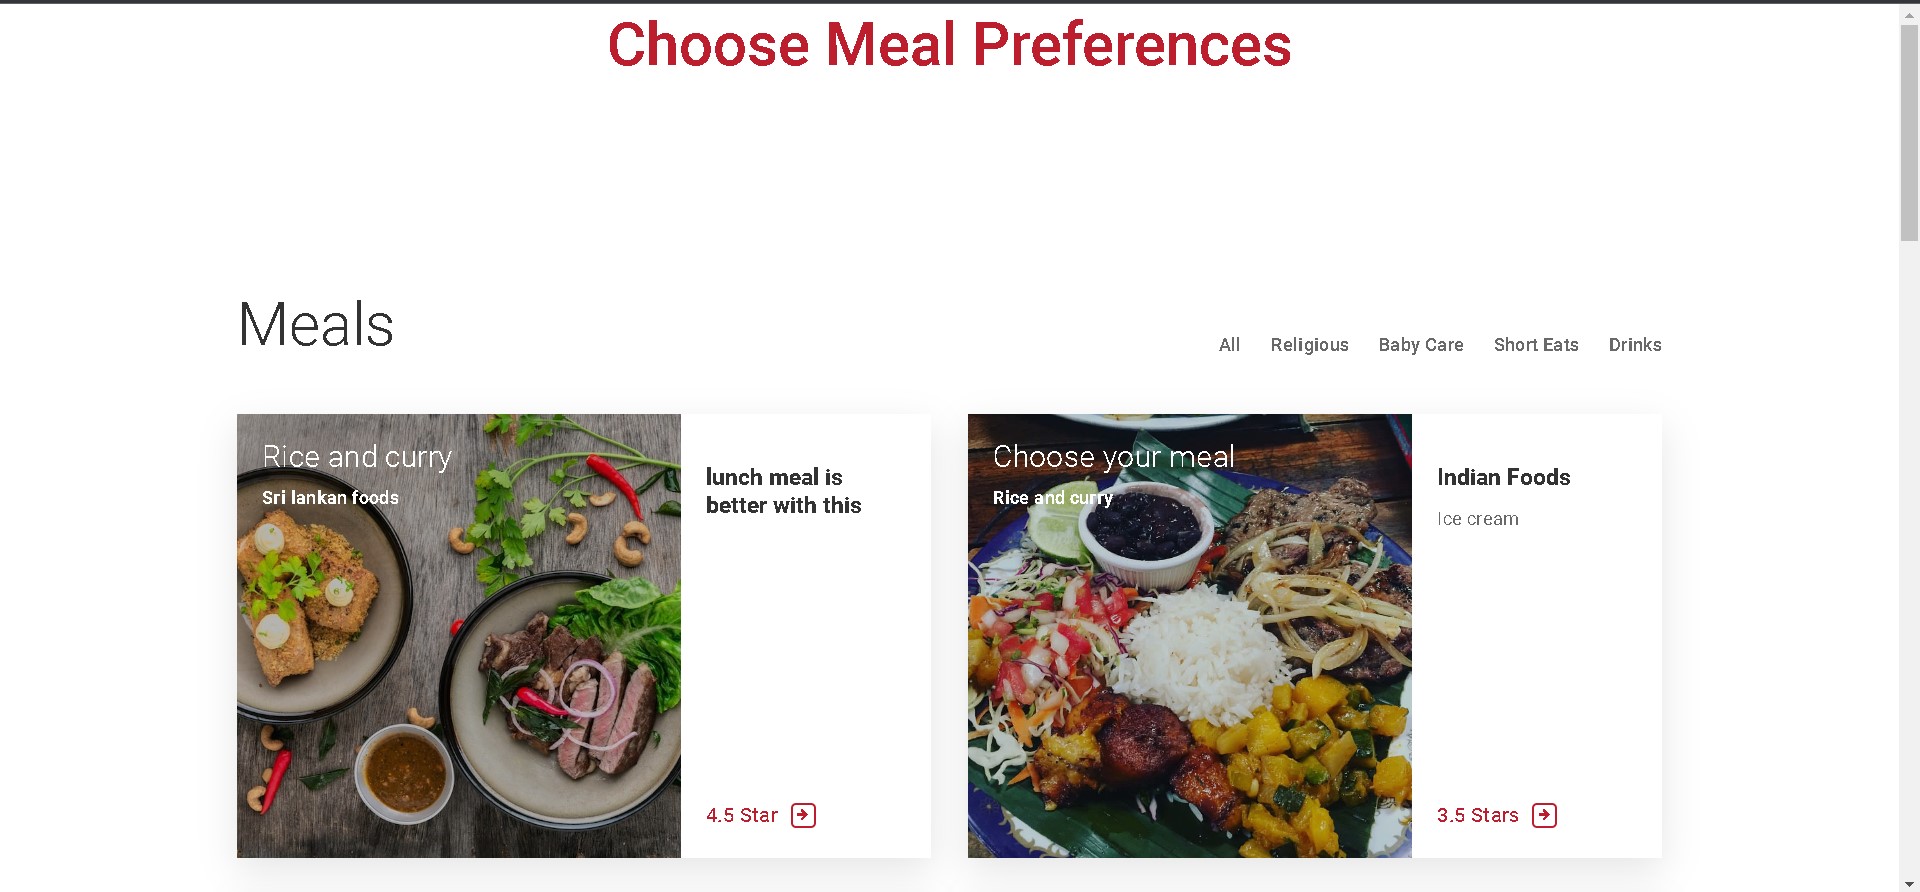 Choose Meal Preferences
Meals
All Religious Baby Care Short Eats Drinks
Rice and curry
Sri lankan foods
lunch meal is
better with this
4.5 Star
Choose your meal
Rice and curry
Indian Foods
Ice cream
3.5 Stars